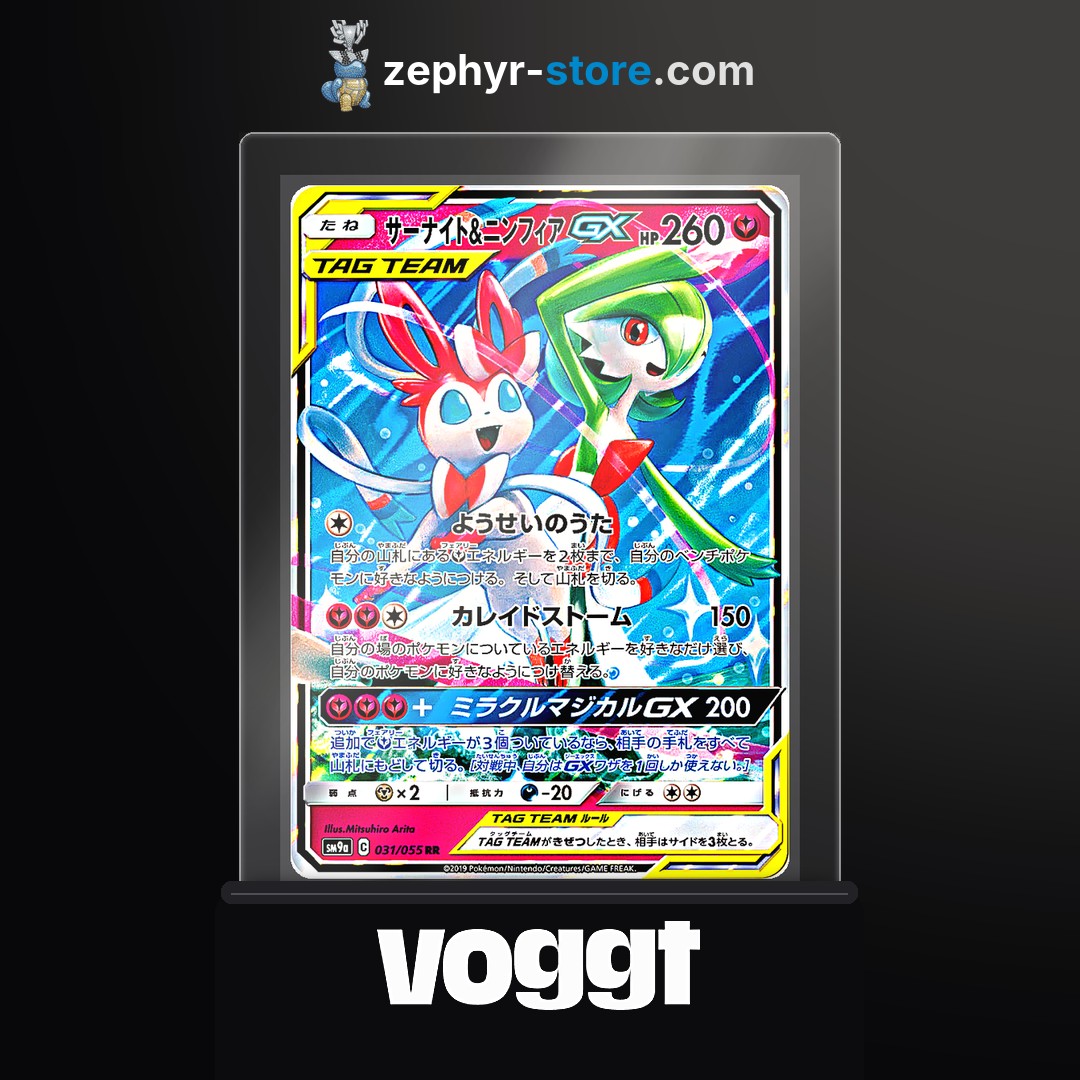 zephyr-store.com
たね サーナイト&ニンフィアGX HP260
TAG TEAM
ようせいのうた
自分の山札にあるエネルギーを2枚まで、自分のベンチポケ
モンに好きなようにつける。そして山札を切る。
カレイドストーム 150
自分の場のポケモンについているエネルギーを好きなだけ選び、
自分のポケモンに好きなようにつけ替える。
+ ミラクルマジカルGX 200
追加でエネルギーが3個ついているなら、相手の手札をすべて
山札にもどして切る。[対戦中、自分はGXワザを1回しか使えない。]
弱点 ×2 抵抗力 -20 にげる
Illus.Mitsuhiro Arita
TAG TEAM ルール
TAG TEAMがきぜつしたとき、相手はサイドを3枚とる。
SM9a C 031/055 RR
©2019 Pokémon/Nintendo/Creatures/GAME FREAK.
voggt